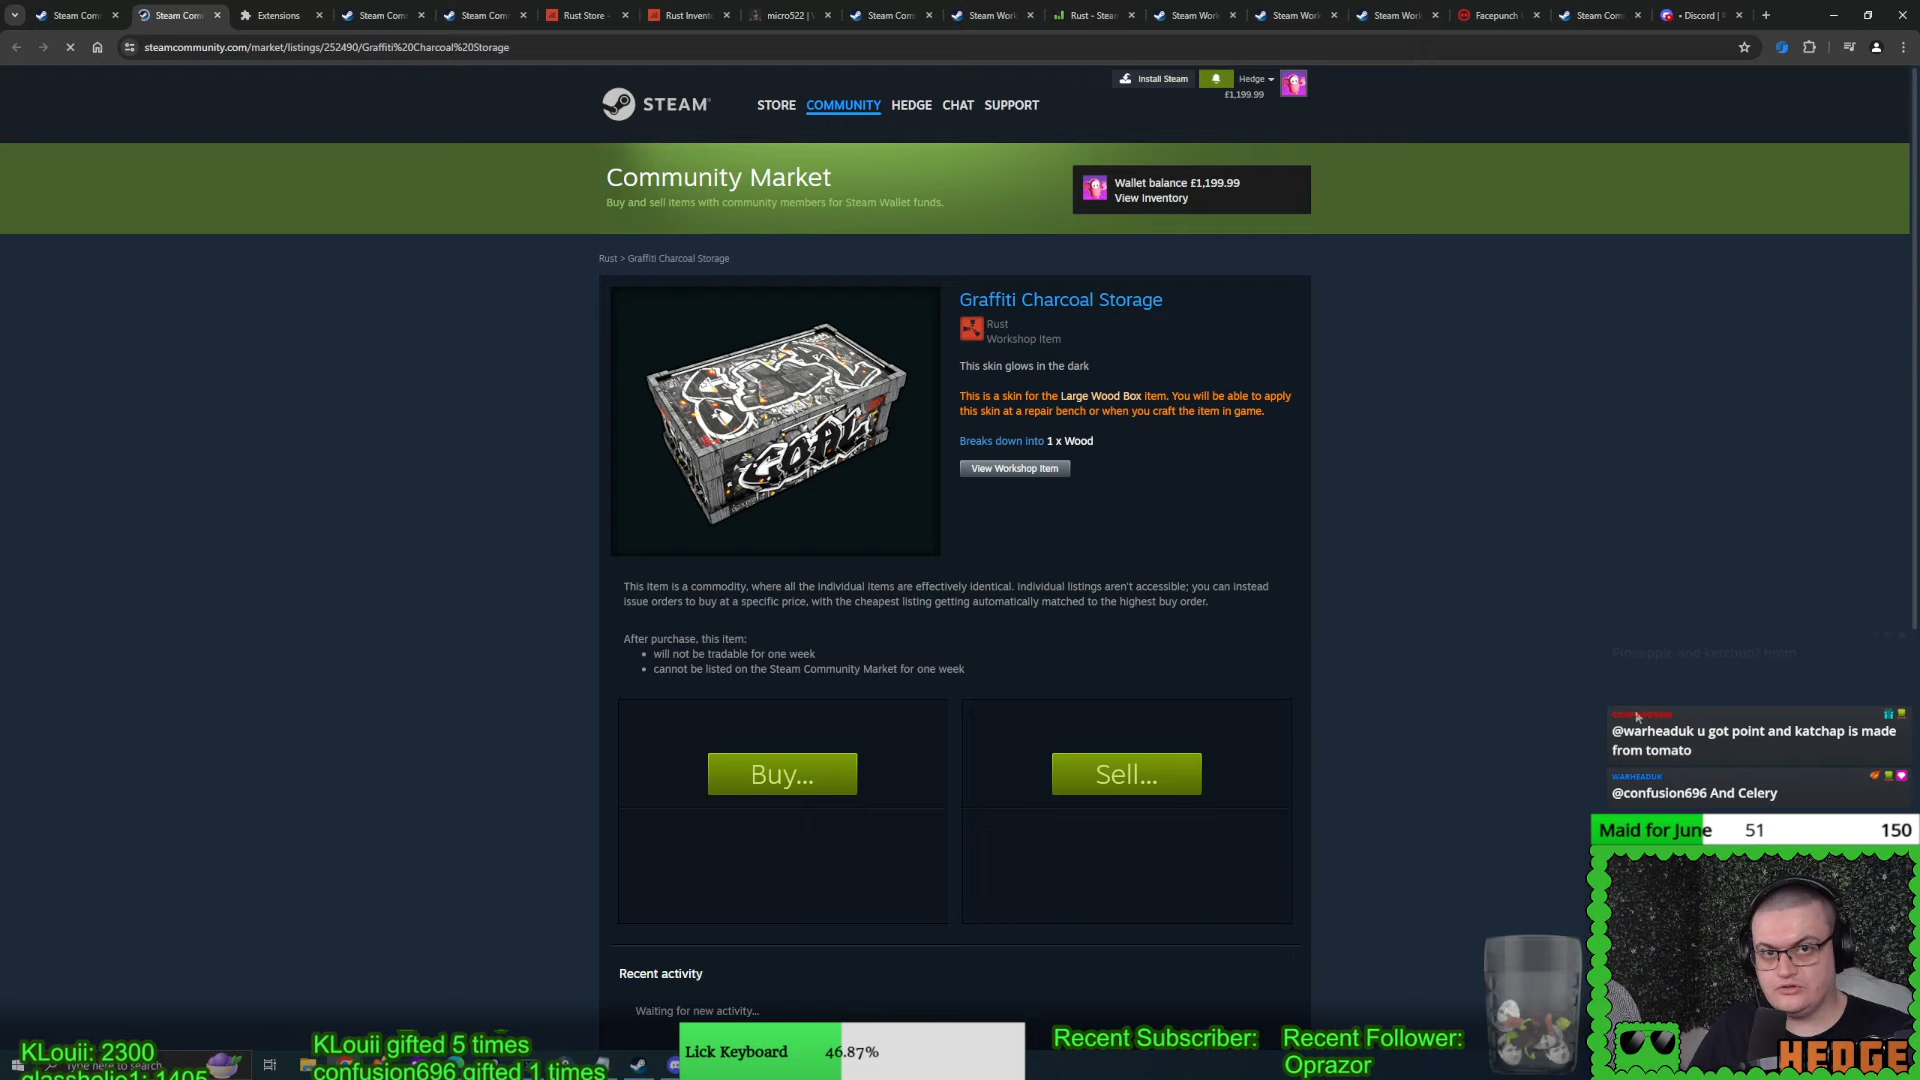 Steam Com
Steam Com
Extensions
Steam Com
Steam Com
Rust Store -
Rust Invent
micro522 |
Steam Com
Steam Work
Rust - Stea
Steam Work
Steam Work
Steam Work
Facepunch
Steam Com
• Discord |
steamcommunity.com/market/listings/252490/Graffiti%20Charcoal%20Storage
Install Steam
Hedge
£1,199.99
STEAM
STORE
COMMUNITY
HEDGE
CHAT
SUPPORT
Community Market
Buy and sell items with community members for Steam Wallet funds.
Wallet balance £1,199.99
View Inventory
Rust > Graffiti Charcoal Storage
Graffiti Charcoal Storage
Rust
Workshop Item
This skin glows in the dark
This is a skin for the Large Wood Box item. You will be able to apply
this skin at a repair bench or when you craft the item in game.
Breaks down into 1 x Wood
View Workshop Item
COAL
This item is a commodity, where all the individual items are effectively identical. Individual listings aren't accessible; you can instead
issue orders to buy at a specific price, with the cheapest listing getting automatically matched to the highest buy order.
After purchase, this item:
• will not be tradable for one week
• cannot be listed on the Steam Community Market for one week
Buy...
Sell...
Recent activity
Waiting for new activity...
Pineapple and ketchup? hmm
@warheaduk u got point and katchap is made
from tomato
WARHEADUK
@confusion696 And Celery
Maid for June 51 150
KLouii: 2300
glassholio1: 1405
Type here to search
KLouii gifted 5 times
confusion696 gifted 1 times
Lick Keyboard 46.87%
Recent Subscriber:
Recent Follower:
Oprazor
HEDGE